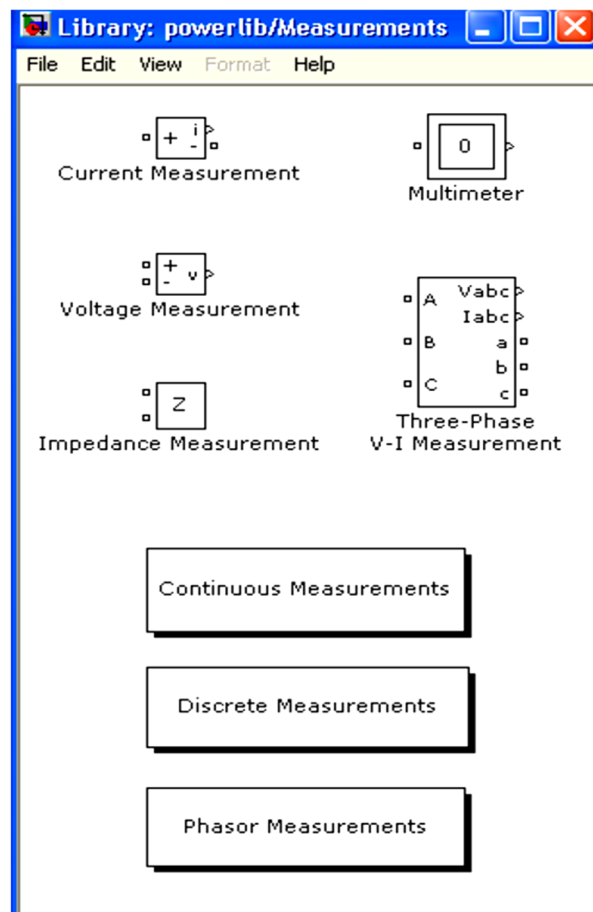 Library: powerlib/Measurements
File Edit View Format Help
+ i
-
Current Measurement
0
Multimeter
+
- v
Voltage Measurement
A Vabc
Iabc
B a
b
C c
Three-Phase
V-I Measurement
Z
Impedance Measurement
Continuous Measurements
Discrete Measurements
Phasor Measurements